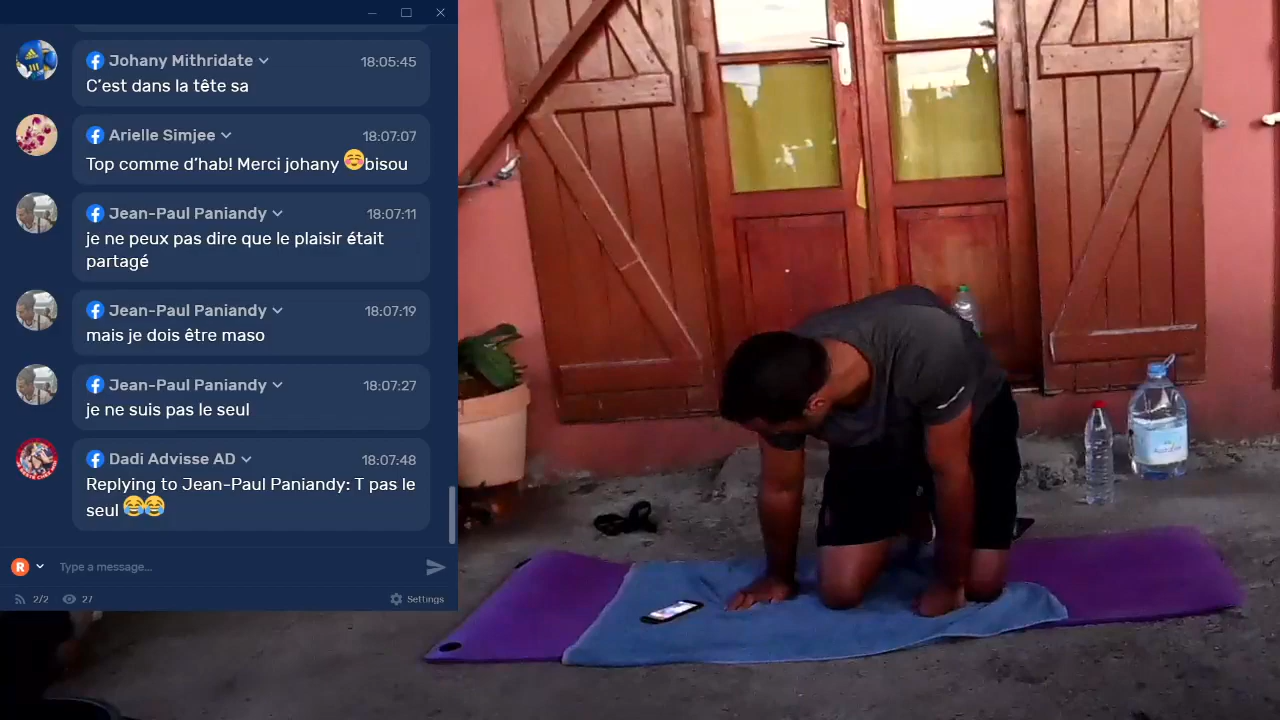 Johany Mithridate 18:05:45
C’est dans la tête sa
Arielle Simjee 18:07:07
Top comme d’hab! Merci johany ☺️bisou
Jean-Paul Paniandy 18:07:11
je ne peux pas dire que le plaisir était
partagé
Jean-Paul Paniandy 18:07:19
mais je dois être maso
Jean-Paul Paniandy 18:07:27
je ne suis pas le seul
Dadi Advisse AD 18:07:48
Replying to Jean-Paul Paniandy: T pas le
seul 😂😂
R Type a message...
2/2 27 Settings